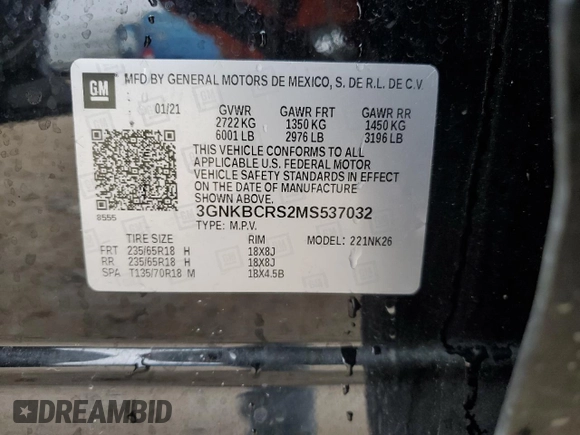 GM
MFD BY GENERAL MOTORS DE MEXICO, S. DE R.L. DE C.V.
01/21 GVWR GAWR FRT GAWR RR
2722 KG 1350 KG 1450 KG
6001 LB 2976 LB 3196 LB
THIS VEHICLE CONFORMS TO ALL
APPLICABLE U.S. FEDERAL MOTOR
VEHICLE SAFETY STANDARDS IN EFFECT
ON THE DATE OF MANUFACTURE
SHOWN ABOVE.
8555 3GNKBCRS2MS537032
TYPE: M.P.V. MODEL: 221NK26
TIRE SIZE RIM
FRT 235/65R18 H 18X8J
RR 235/65R18 H 18X8J
SPA T135/70R18 M 18X4.5B
DREAMBID